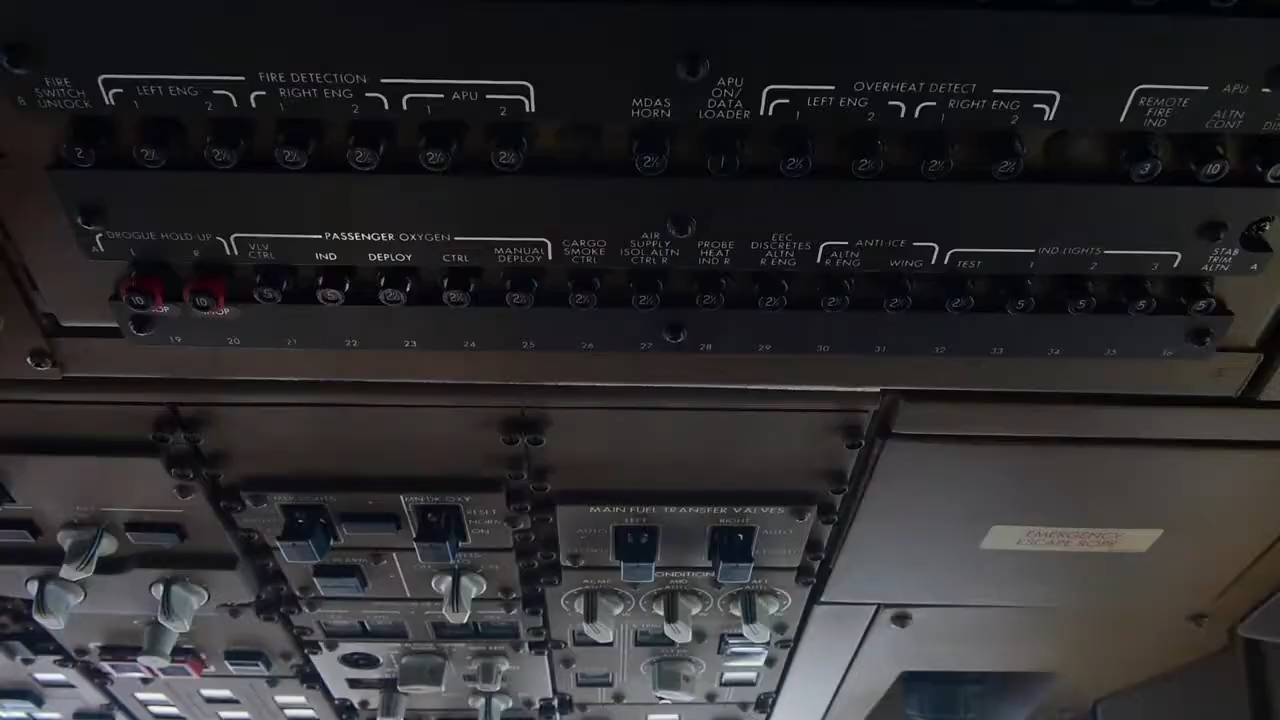 FIRE DETECTION
FIRE SWITCH UNLOCK
LEFT ENG
RIGHT ENG
APU
B
1 2 1 2 1 2
MDAS HORN
APU ON/ DATA LOADER
OVERHEAT DETECT
LEFT ENG
RIGHT ENG
1 2 1 2
APU
REMOTE FIRE IND
ALTN CONT
2 2½ 2½ 2½ 2½ 2½ 2½ 2½ 1 2½ 2½ 2½ 2½ 3 10
A
DROGUE HOLD-UP
L R
PASSENGER OXYGEN
VLV CTRL
IND
DEPLOY
CTRL
MANUAL DEPLOY
CARGO SMOKE CTRL
AIR SUPPLY ISOL ALTN CTRL R
PROBE HEAT IND R
EEC DISCRETES ALTN R ENG
ANTI-ICE
ALTN R ENG
WING
IND LIGHTS
TEST 1 2 3
STAB TRIM ALTN
A
10 10 5 5 2½ 2½ 2½ 2½ 2½ 2½ 2½ 2½ 2½ 2½ 5 5 5 5
19 20 21 22 23 24 25 26 27 28 29 30 31 32 33 34 35 36
MAIN FUEL TRANSFER VALVES
LEFT
RIGHT
AUTO
AUTO
RESET
NORM
ON
EMERGENCY
ESCAPE ROPE